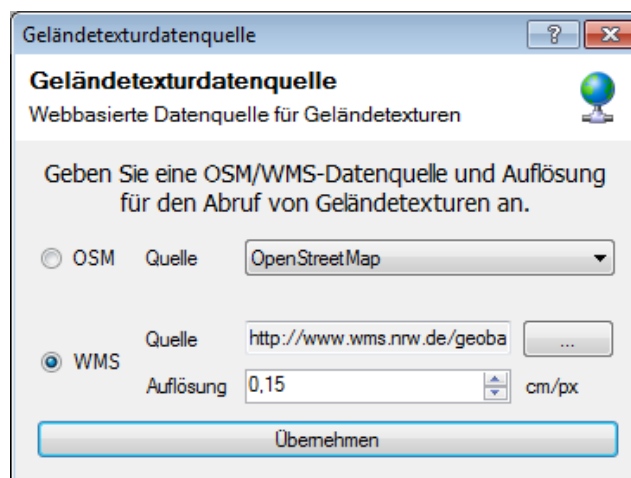 Geländetexturdatenquelle
Geländetexturdatenquelle
Webbasierte Datenquelle für Geländetexturen
Geben Sie eine OSM/WMS-Datenquelle und Auflösung
für den Abruf von Geländetexturen an.
OSM Quelle OpenStreetMap
Quelle http://www.wms.nrw.de/geoba ...
WMS
Auflösung 0,15 cm/px
Übernehmen